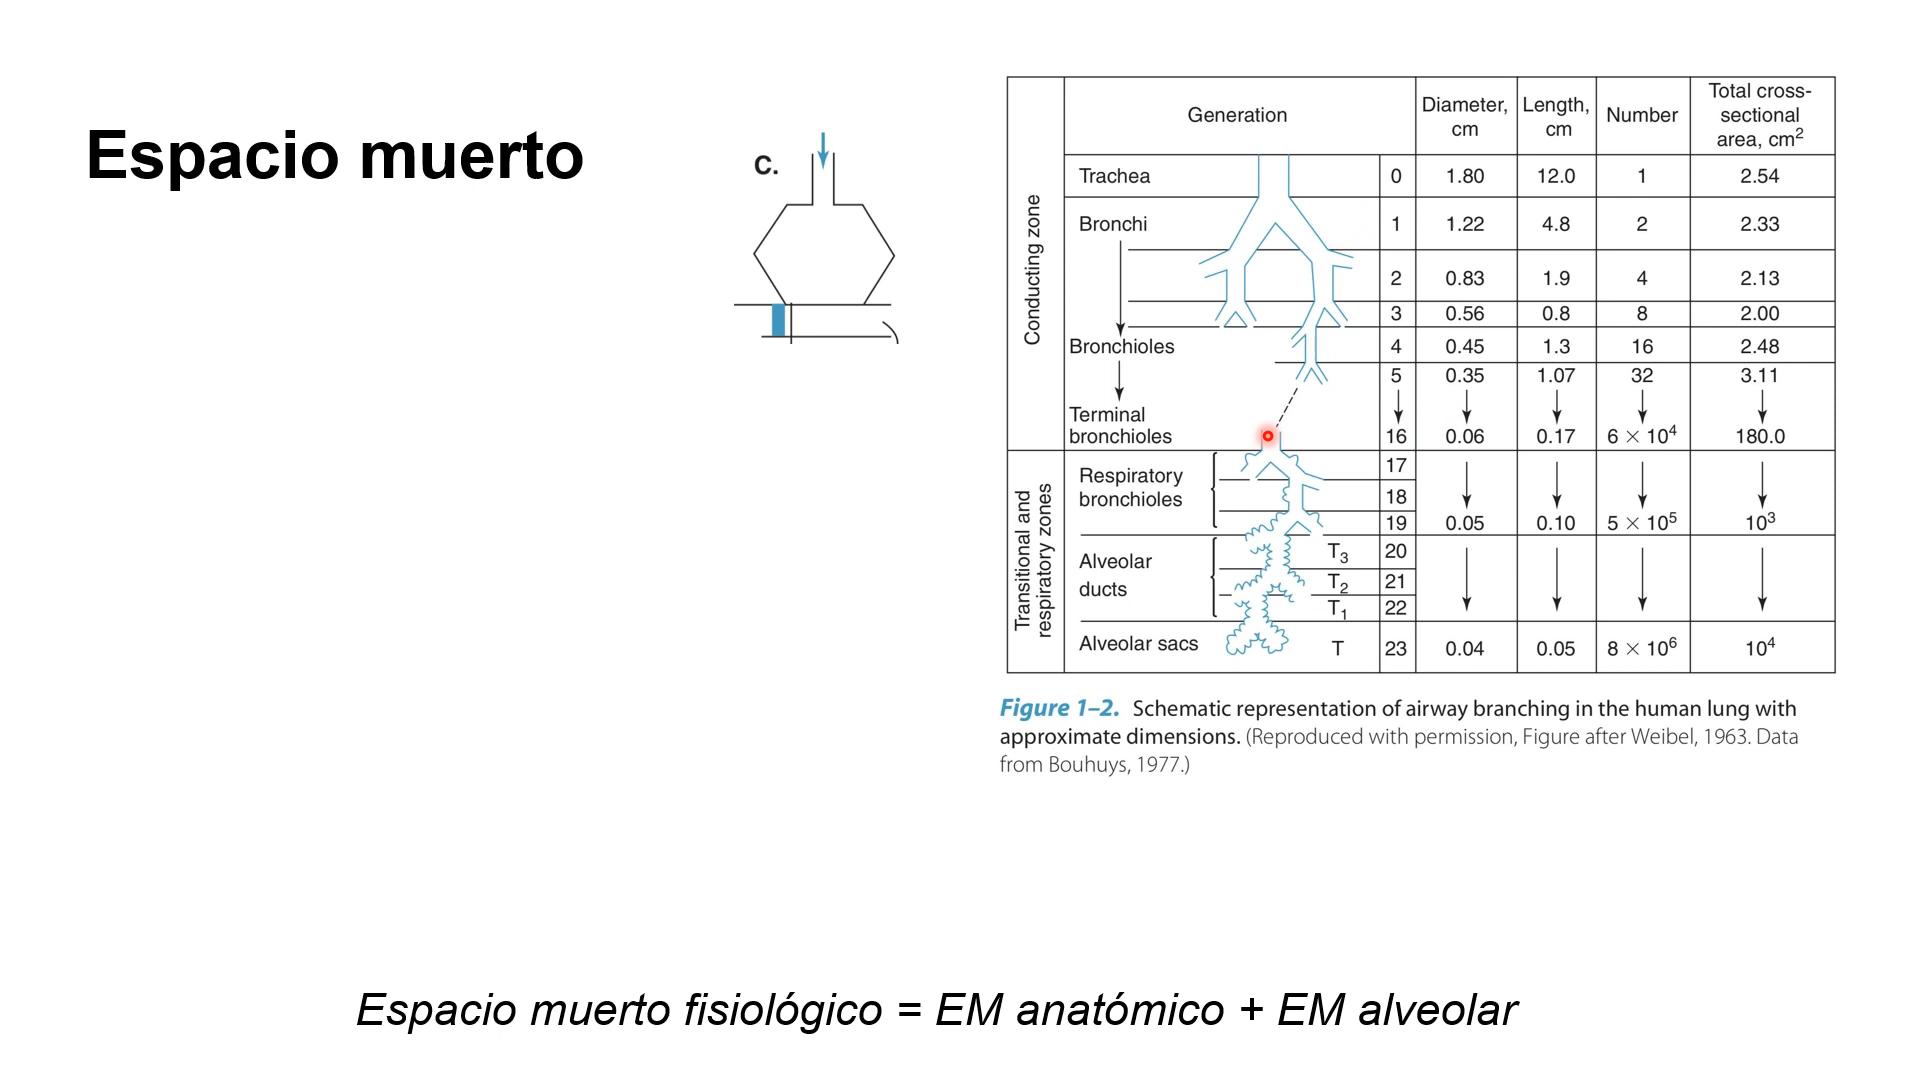 Espacio muerto
C.
Generation
Diameter, cm
Length, cm
Number
Total cross-sectional area, cm²
Conducting zone
Trachea 0 1.80 12.0 1 2.54
Bronchi 1 1.22 4.8 2 2.33
2 0.83 1.9 4 2.13
3 0.56 0.8 8 2.00
Bronchioles 4 0.45 1.3 16 2.48
5 0.35 1.07 32 3.11
Terminal bronchioles 16 0.06 0.17 6 × 10⁴ 180.0
Transitional and respiratory zones
Respiratory bronchioles
17
18
19 0.05 0.10 5 × 10⁵ 10³
Alveolar ducts
T₃ 20
T₂ 21
T₁ 22
Alveolar sacs T 23 0.04 0.05 8 × 10⁶ 10⁴
Figure 1–2. Schematic representation of airway branching in the human lung with
approximate dimensions. (Reproduced with permission, Figure after Weibel, 1963. Data
from Bouhuys, 1977.)
Espacio muerto fisiológico = EM anatómico + EM alveolar